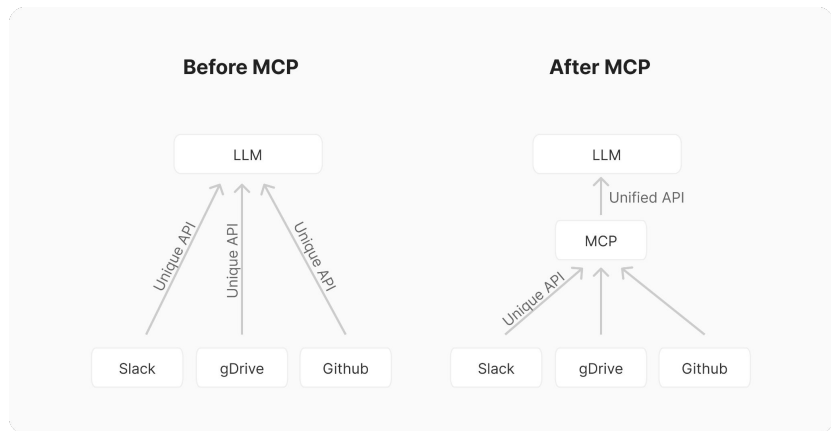 Before MCP
LLM
Unique API
Unique API
Unique API
Slack
gDrive
Github
After MCP
LLM
Unified API
MCP
Unique API
Slack
gDrive
Github